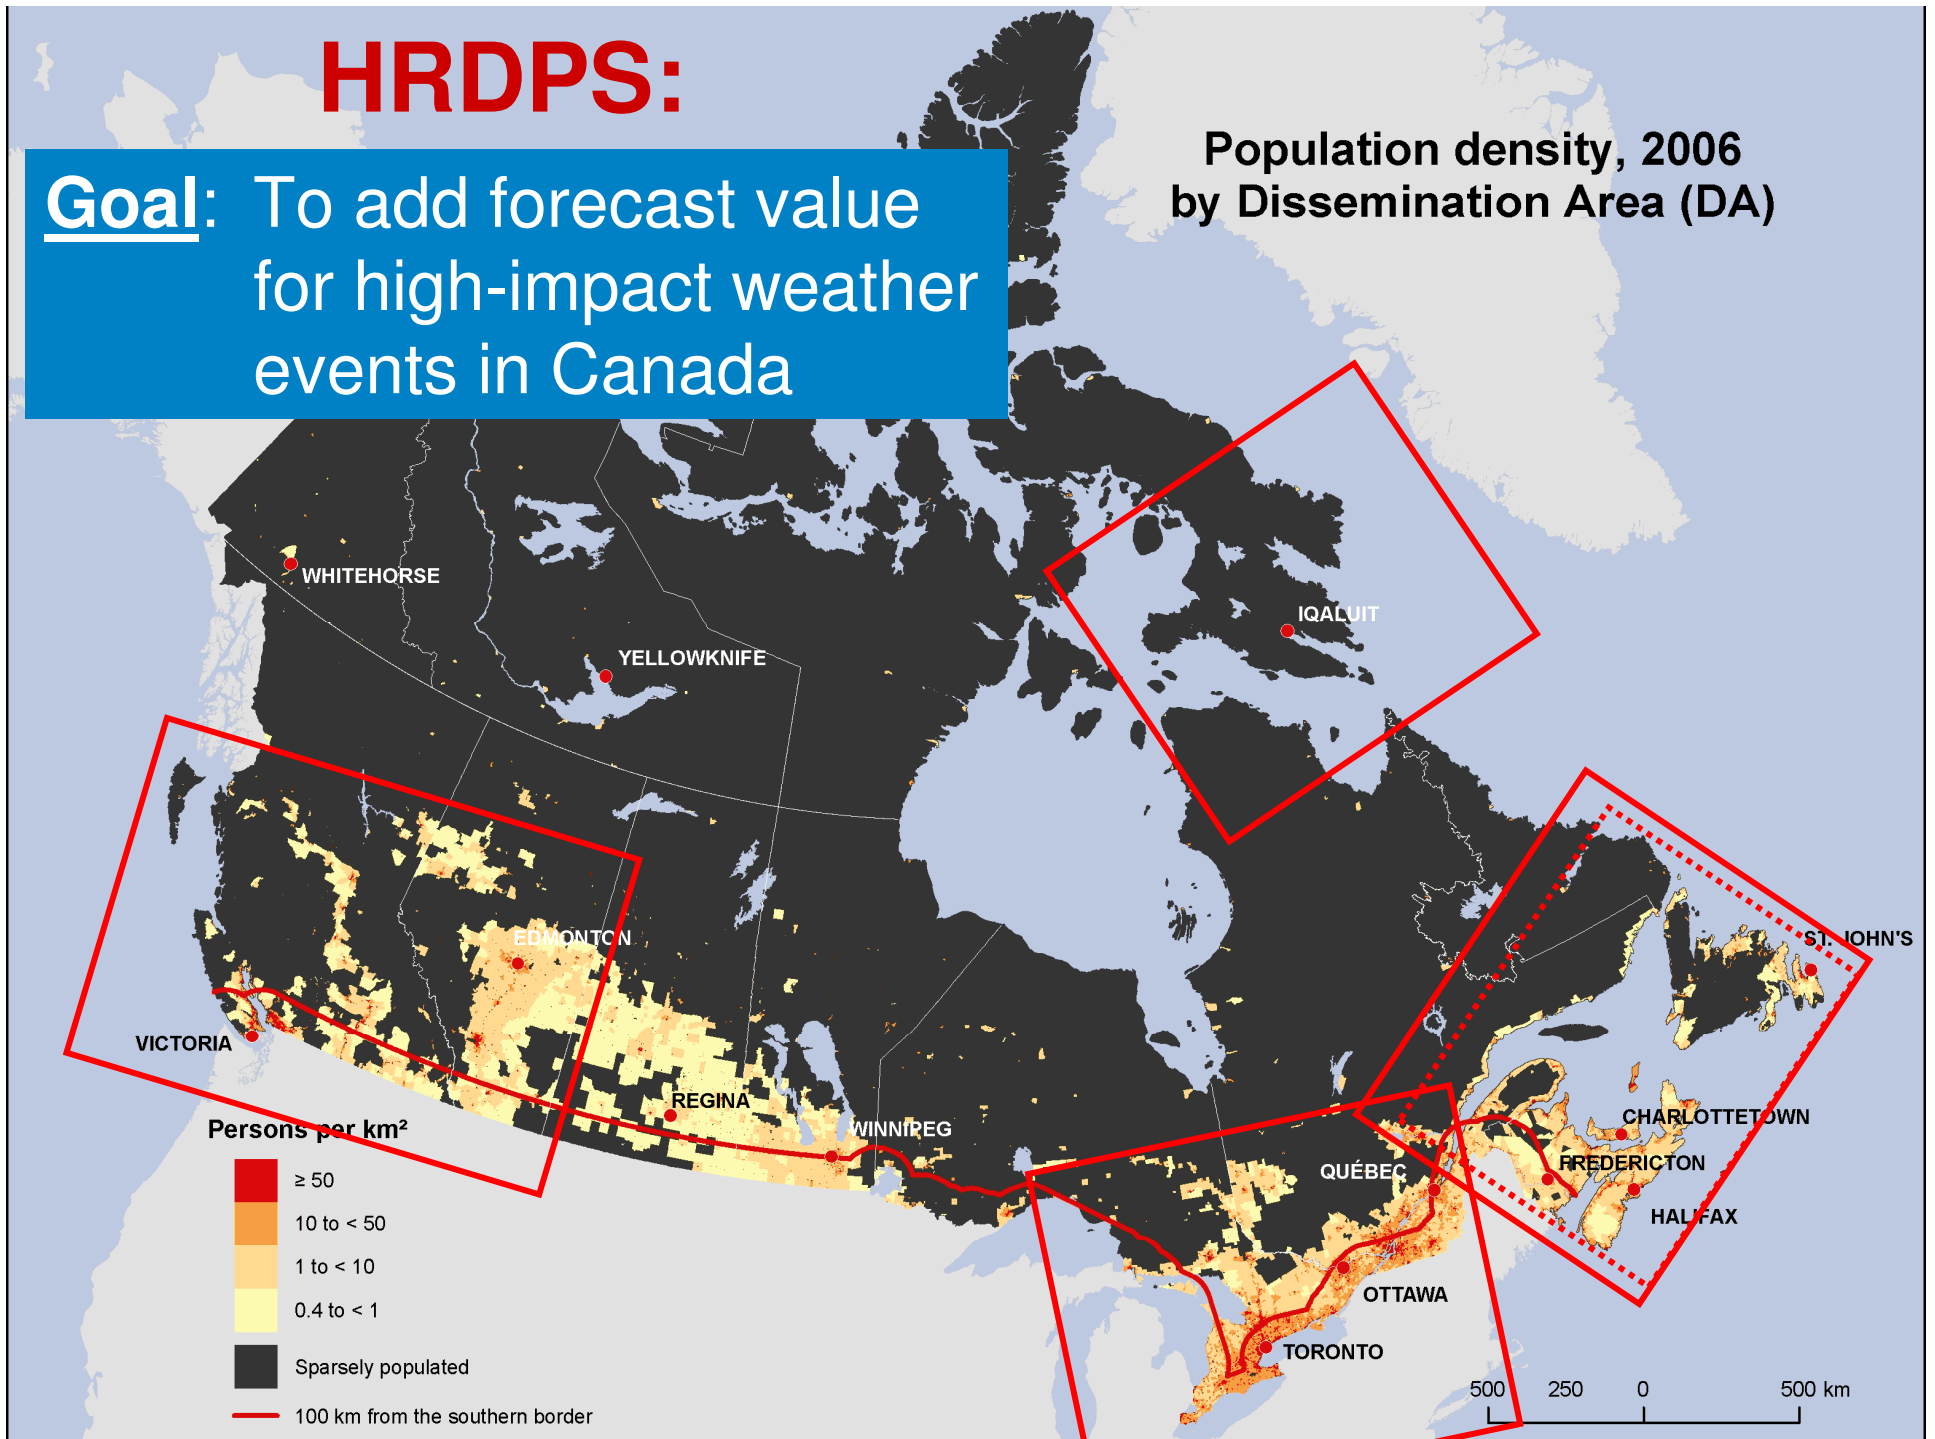 HRDPS:
Goal: To add forecast value
for high-impact weather
events in Canada
Population density, 2006
by Dissemination Area (DA)
WHITEHORSE
YELLOWKNIFE
IQALUIT
EDMONTON
ST. JOHN'S
VICTORIA
REGINA
WINNIPEG
CHARLOTTETOWN
FREDERICTON
QUÉBEC
HALIFAX
OTTAWA
TORONTO
Persons per km²
≥ 50
10 to < 50
1 to < 10
0.4 to < 1
Sparsely populated
100 km from the southern border
500 250 0 500 km